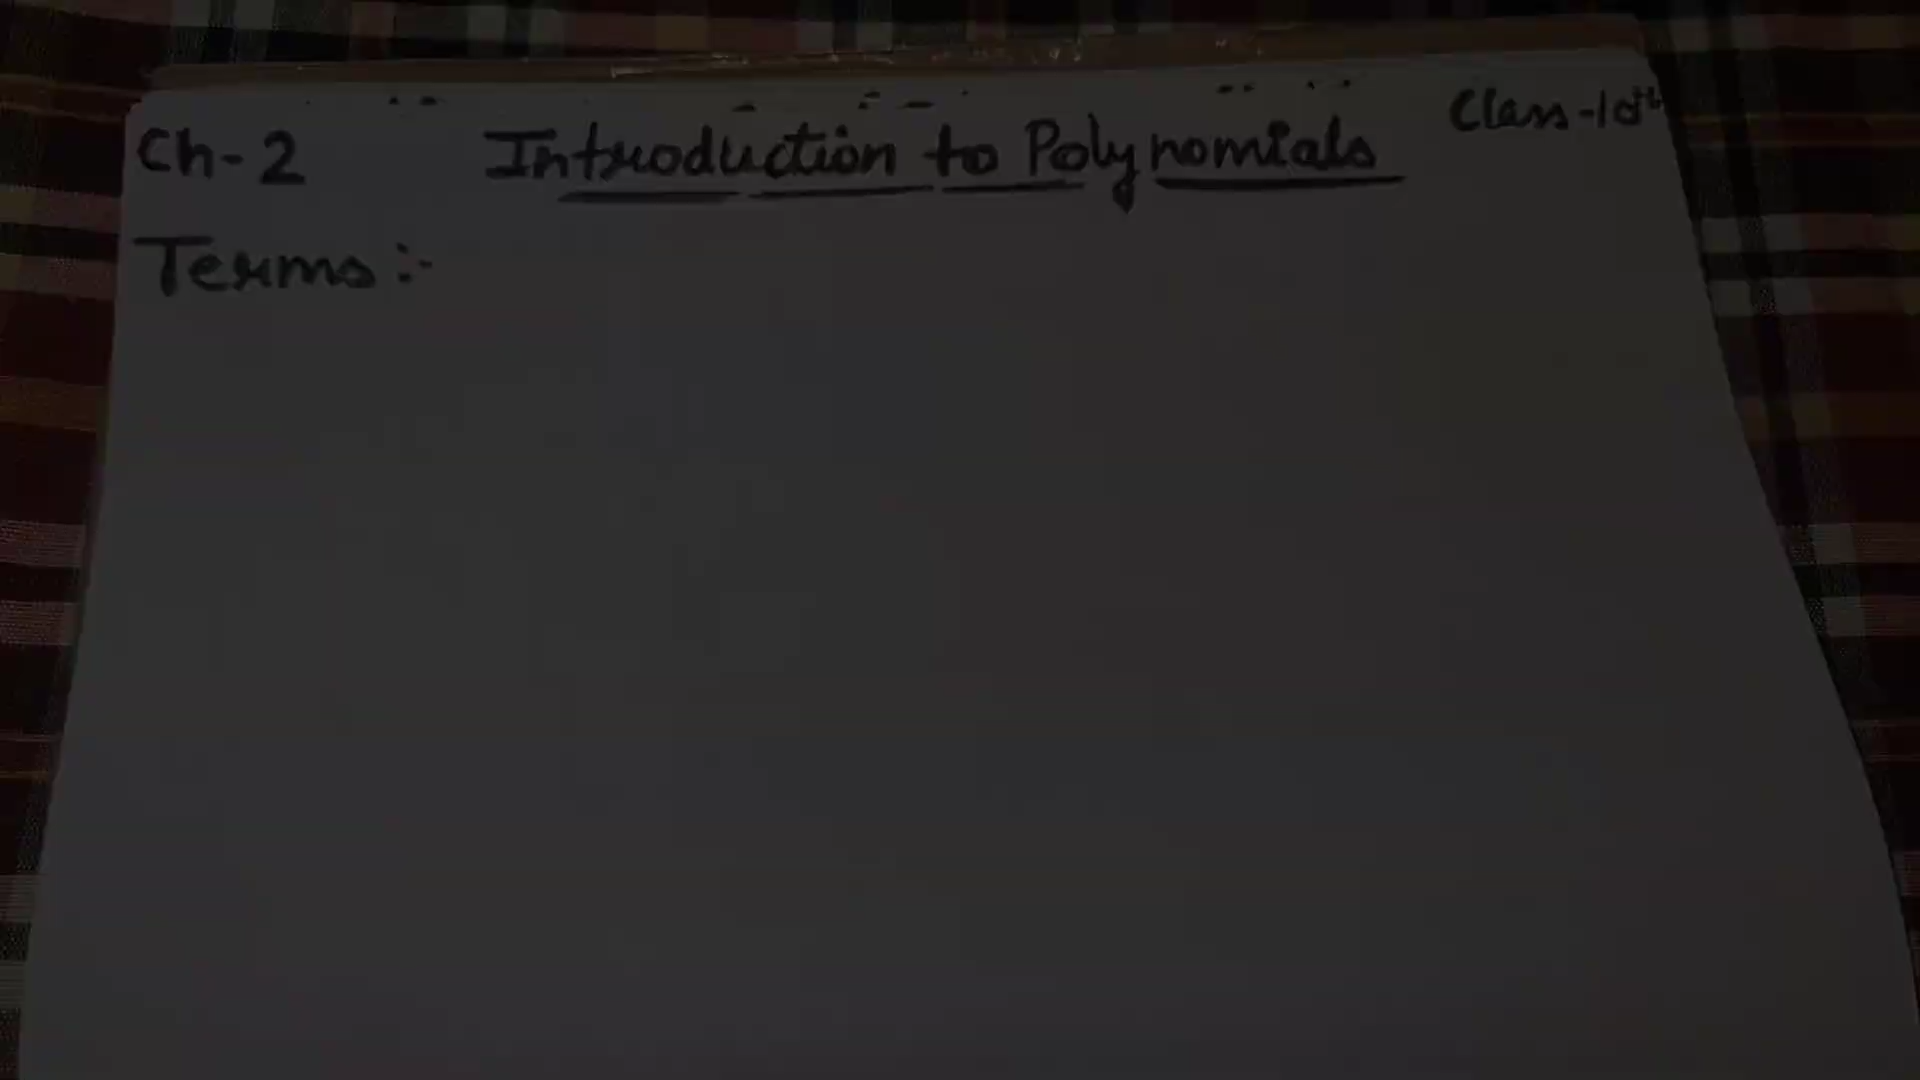 Class-10th
Ch-2 Introduction to Polynomials
Terms :-